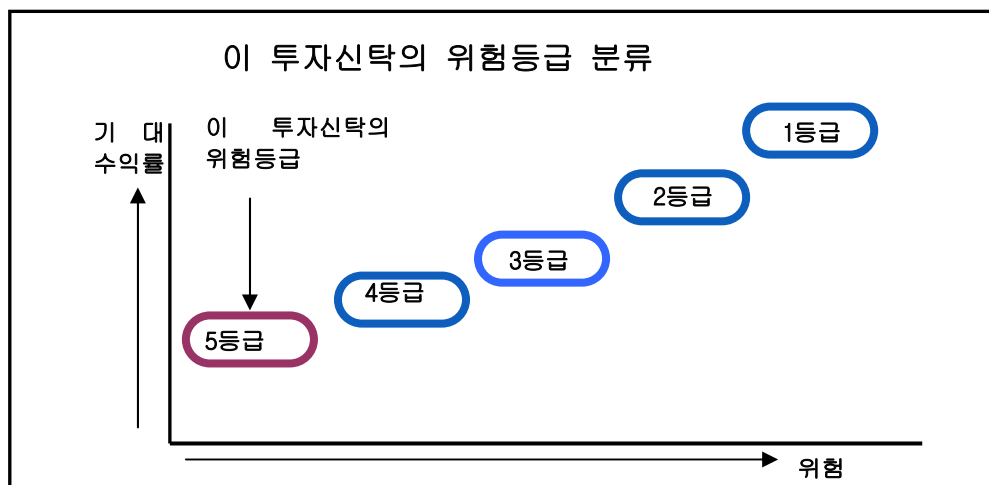 이 투자신탁의 위험등급 분류
기 대
수익률
이 투자신탁의
위험등급
1등급
2등급
3등급
4등급
5등급
위험